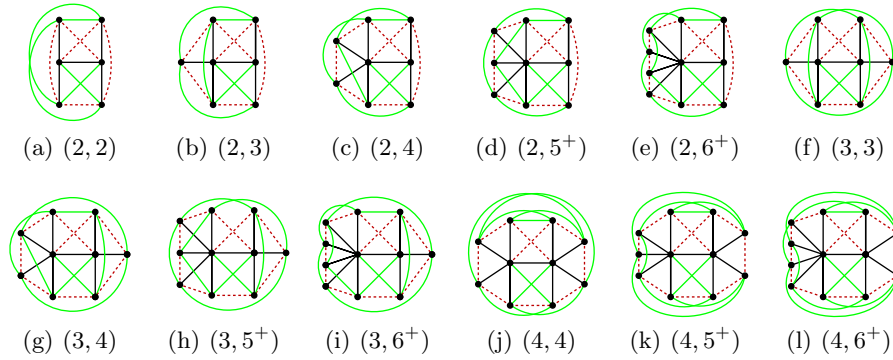 (a) (2, 2) (b) (2, 3) (c) (2, 4) (d) (2, 5⁺) (e) (2, 6⁺) (f) (3, 3)
(g) (3, 4) (h) (3, 5⁺) (i) (3, 6⁺) (j) (4, 4) (k) (4, 5⁺) (l) (4, 6⁺)